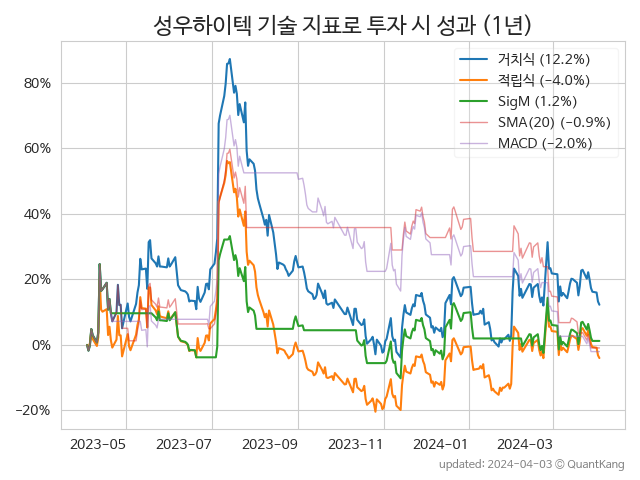 성우하이텍 기술 지표로 투자 시 성과 (1년)
거치식 (12.2%)
적립식 (−4.0%)
SigM (1.2%)
SMA(20) (−0.9%)
MACD (−2.0%)
80%
60%
40%
20%
0%
−20%
2023-05 2023-07 2023-09 2023-11 2024-01 2024-03
updated: 2024-04-03 © QuantKang